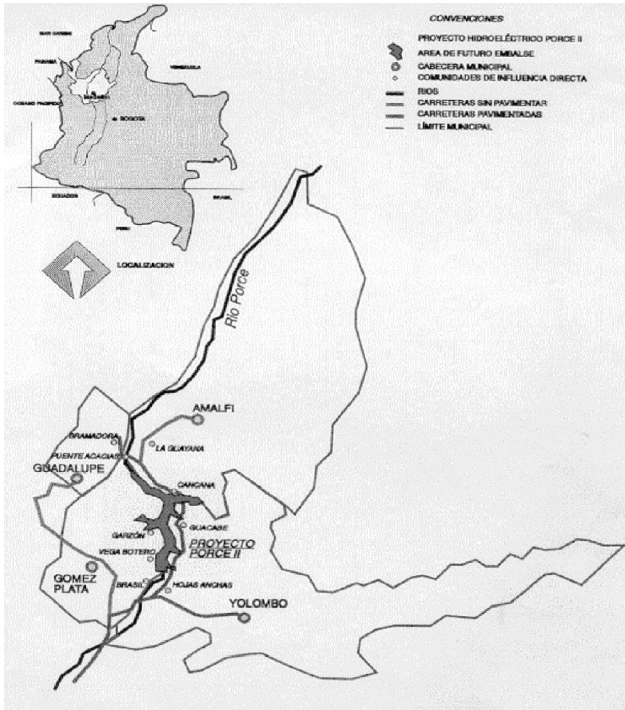 MAR CARIBE
PANAMA
VENEZUELA
OCEANO PACIFICO
BOGOTA
ECUADOR
BRASIL
PERU
LOCALIZACION
CONVENCIONES
PROYECTO HIDROELÉCTRICO PORCE II
AREA DE FUTURO EMBALSE
CABECERA MUNICIPAL
COMUNIDADES DE INFLUENCIA DIRECTA
RIOS
CARRETERAS SIN PAVIMENTAR
CARRETERAS PAVIMENTADAS
LÍMITE MUNICIPAL
Rio Porce
AMALFI
BRAMADORA
LA GUAYANA
PUENTE ACACIAS
GUADALUPE
CANCANA
GUACABE
GARZÓN
PROYECTO
PORCE II
VEGA BOTERO
GOMEZ
PLATA
BRASIL
HOJAS ANCHAS
YOLOMBO